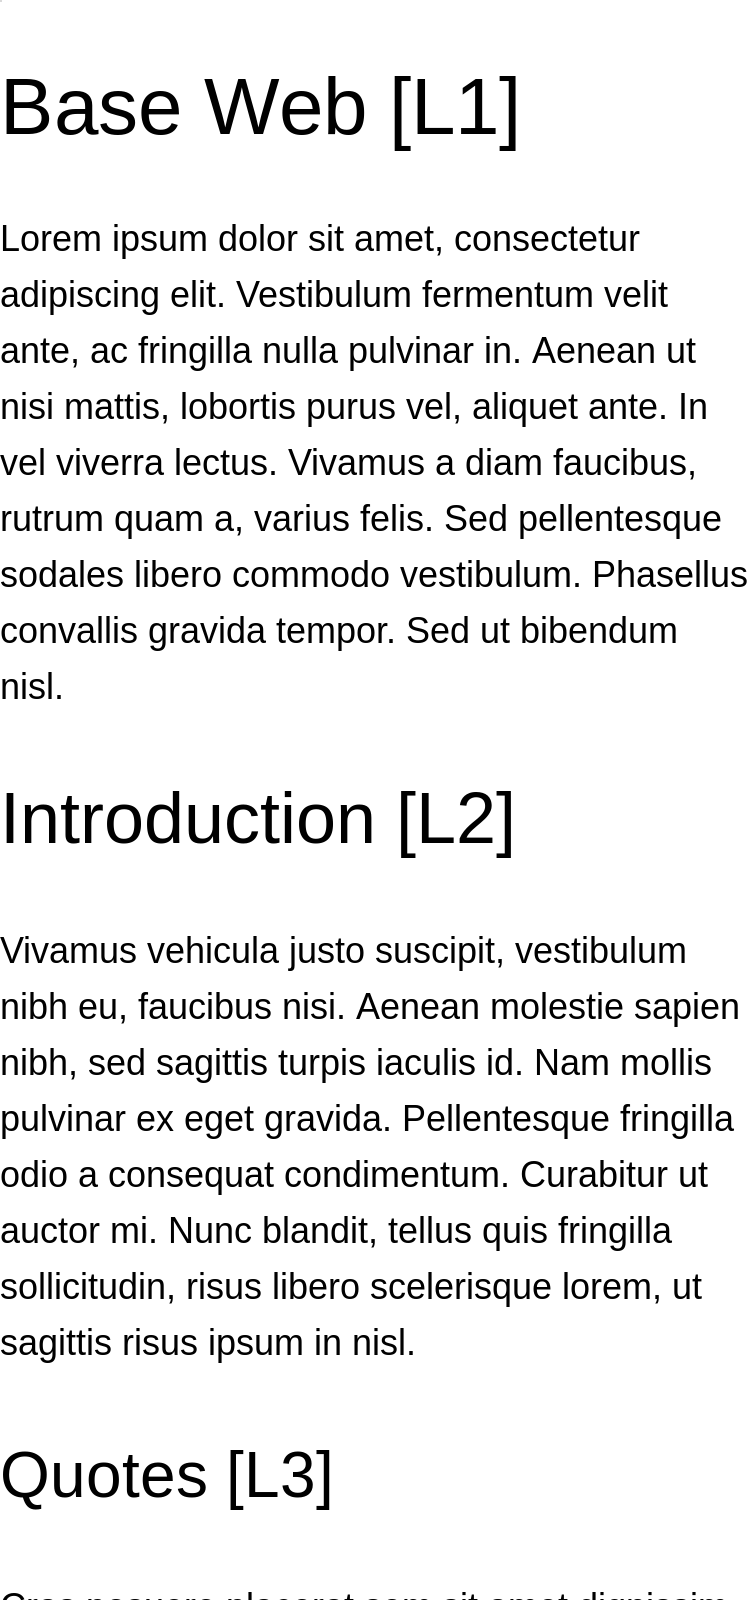 Base Web [L1]
Lorem ipsum dolor sit amet, consectetur
adipiscing elit. Vestibulum fermentum velit
ante, ac fringilla nulla pulvinar in. Aenean ut
nisi mattis, lobortis purus vel, aliquet ante. In
vel viverra lectus. Vivamus a diam faucibus,
rutrum quam a, varius felis. Sed pellentesque
sodales libero commodo vestibulum. Phasellus
convallis gravida tempor. Sed ut bibendum
nisl.
Introduction [L2]
Vivamus vehicula justo suscipit, vestibulum
nibh eu, faucibus nisi. Aenean molestie sapien
nibh, sed sagittis turpis iaculis id. Nam mollis
pulvinar ex eget gravida. Pellentesque fringilla
odio a consequat condimentum. Curabitur ut
auctor mi. Nunc blandit, tellus quis fringilla
sollicitudin, risus libero scelerisque lorem, ut
sagittis risus ipsum in nisl.
Quotes [L3]